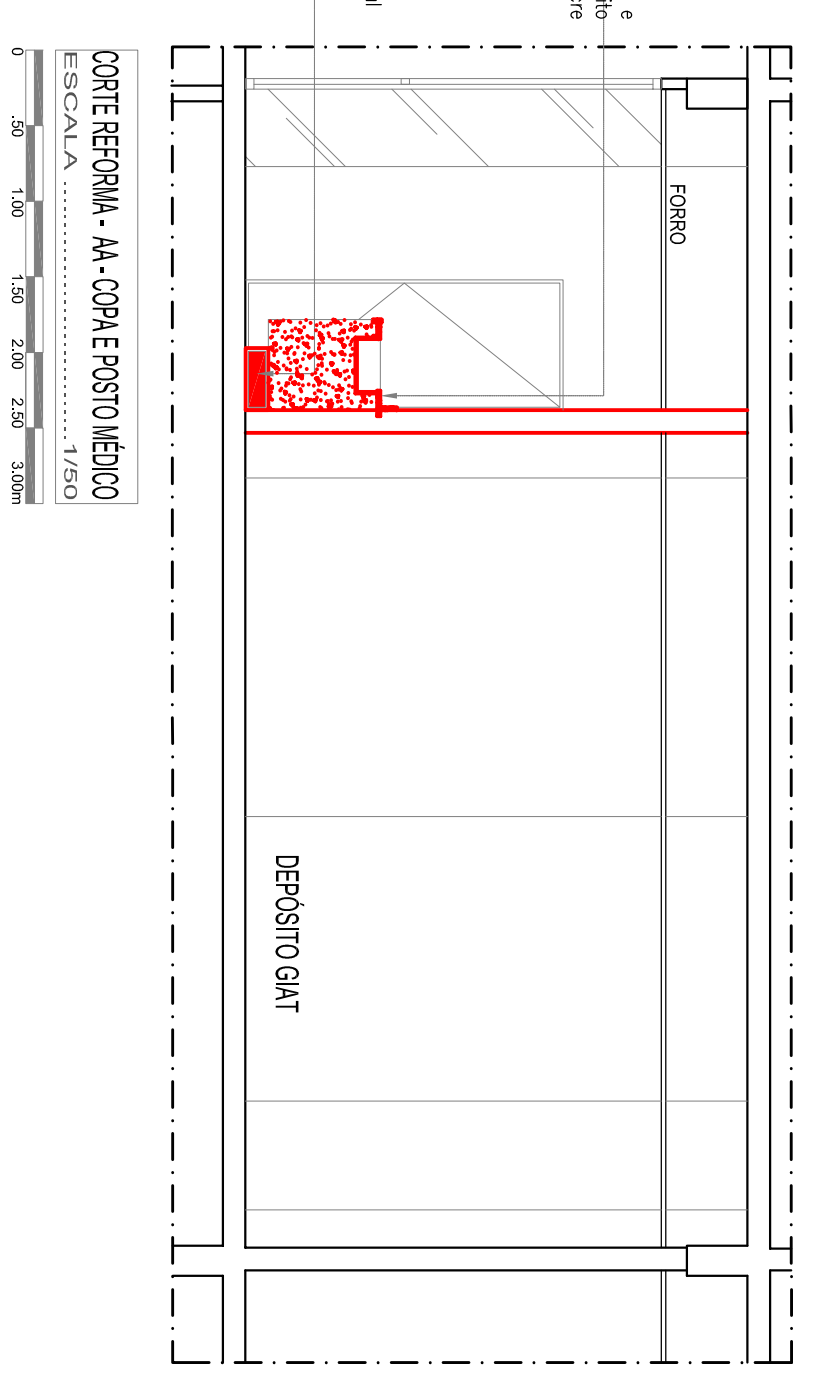 e
FORRO
DEPÓSITO GIAT
CORTE REFORMA - AA - COPA E POSTO MÉDICO
ESCALA ........................... 1/50
0 .50 1.00 1.50 2.00 2.50 3.00m